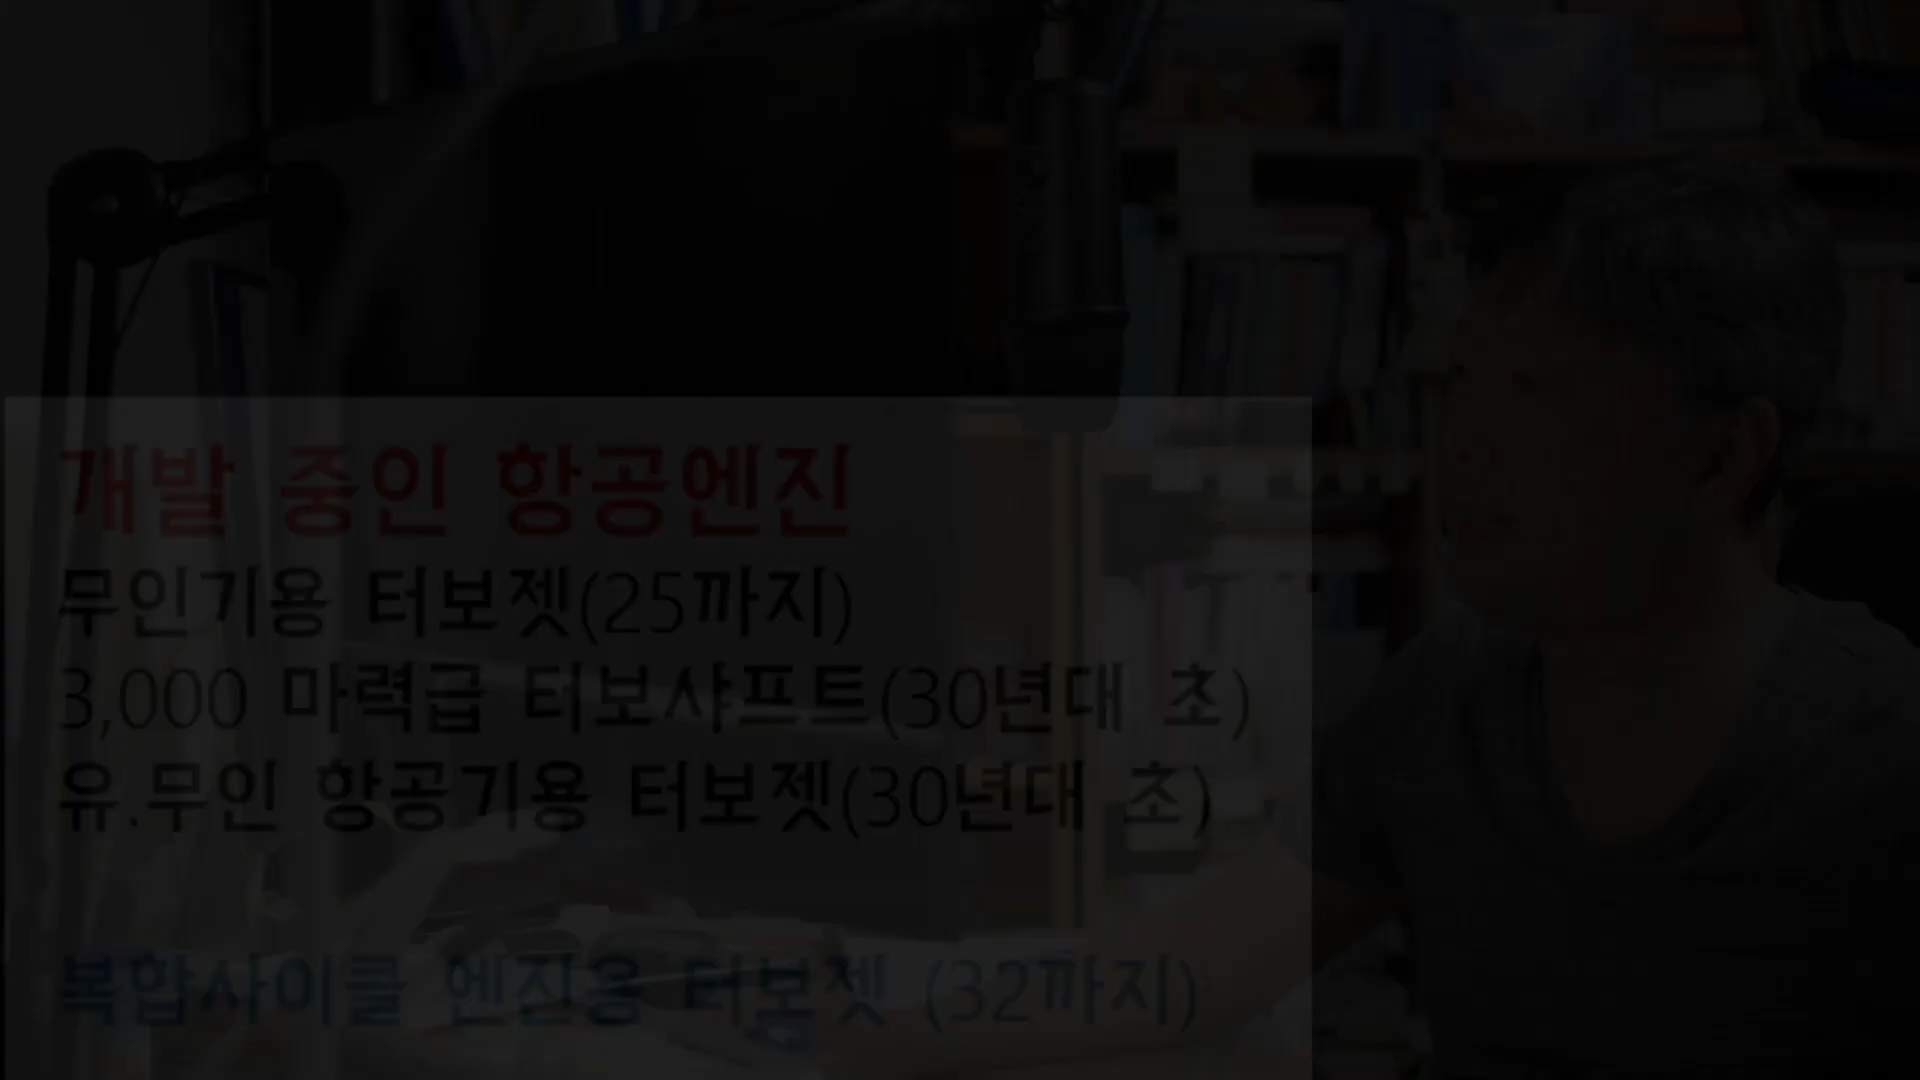 개발 중인 항공엔진
무인기용 터보젯(25까지)
3,000 마력급 터보샤프트(30년대 초)
유.무인 항공기용 터보젯(30년대 초)
복합사이클 엔진용 터보젯 (32까지)